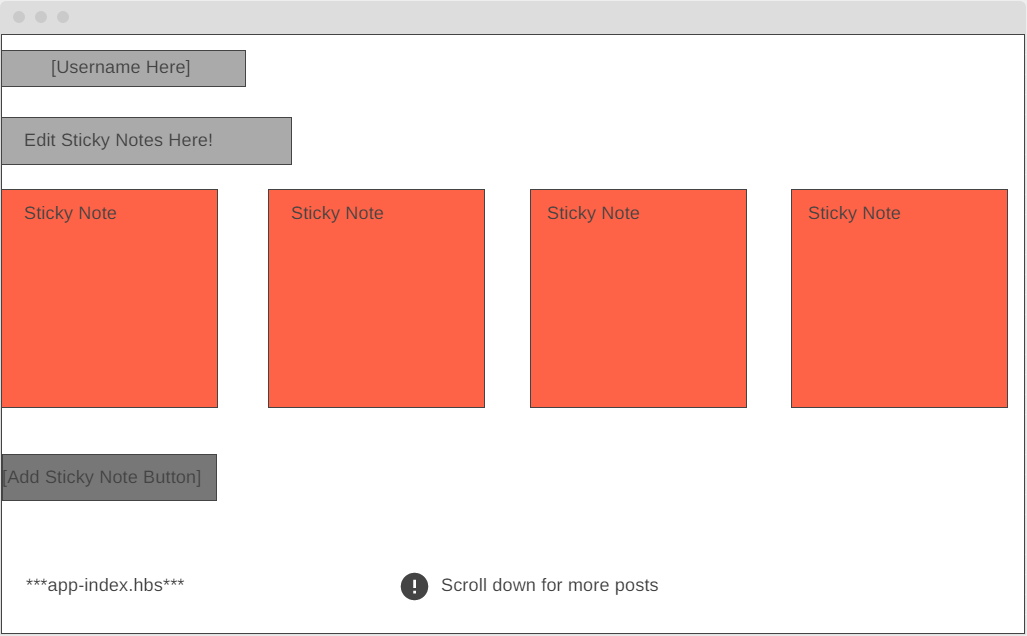 [Username Here]
Edit Sticky Notes Here!
Sticky Note
Sticky Note
Sticky Note
Sticky Note
[Add Sticky Note Button]
***app-index.hbs***
Scroll down for more posts